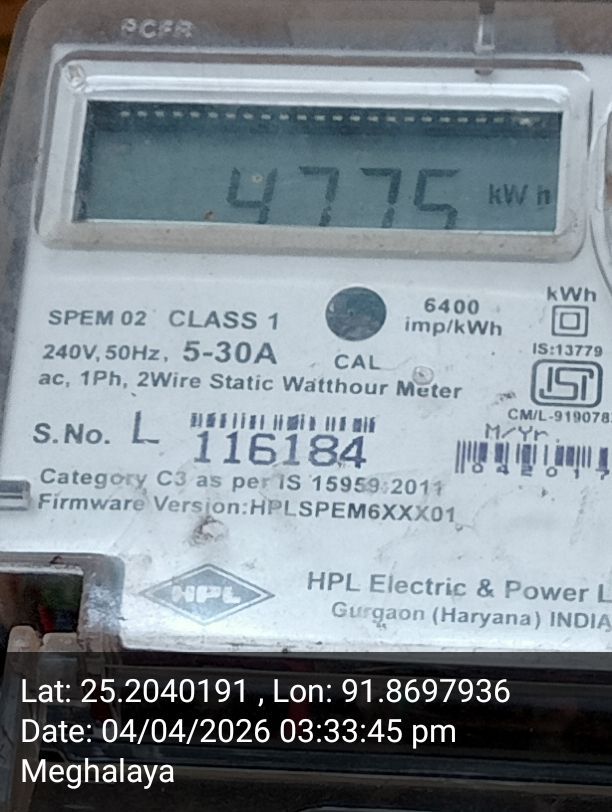 4775 kWh
kWh
6400
imp/kWh
SPEM 02 CLASS 1
240V, 50Hz, 5-30A
CAL
IS:13779
ac, 1Ph, 2Wire Static Watthour Meter
CM/L-919078
S.No. L 116184
M/Yr.
042017
Category C3 as per IS 15959:2011
Firmware Version:HPLSPEM6XXX01
HPL
HPL Electric & Power L
Gurgaon (Haryana) INDIA
Lat: 25.2040191 , Lon: 91.8697936
Date: 04/04/2026 03:33:45 pm
Meghalaya